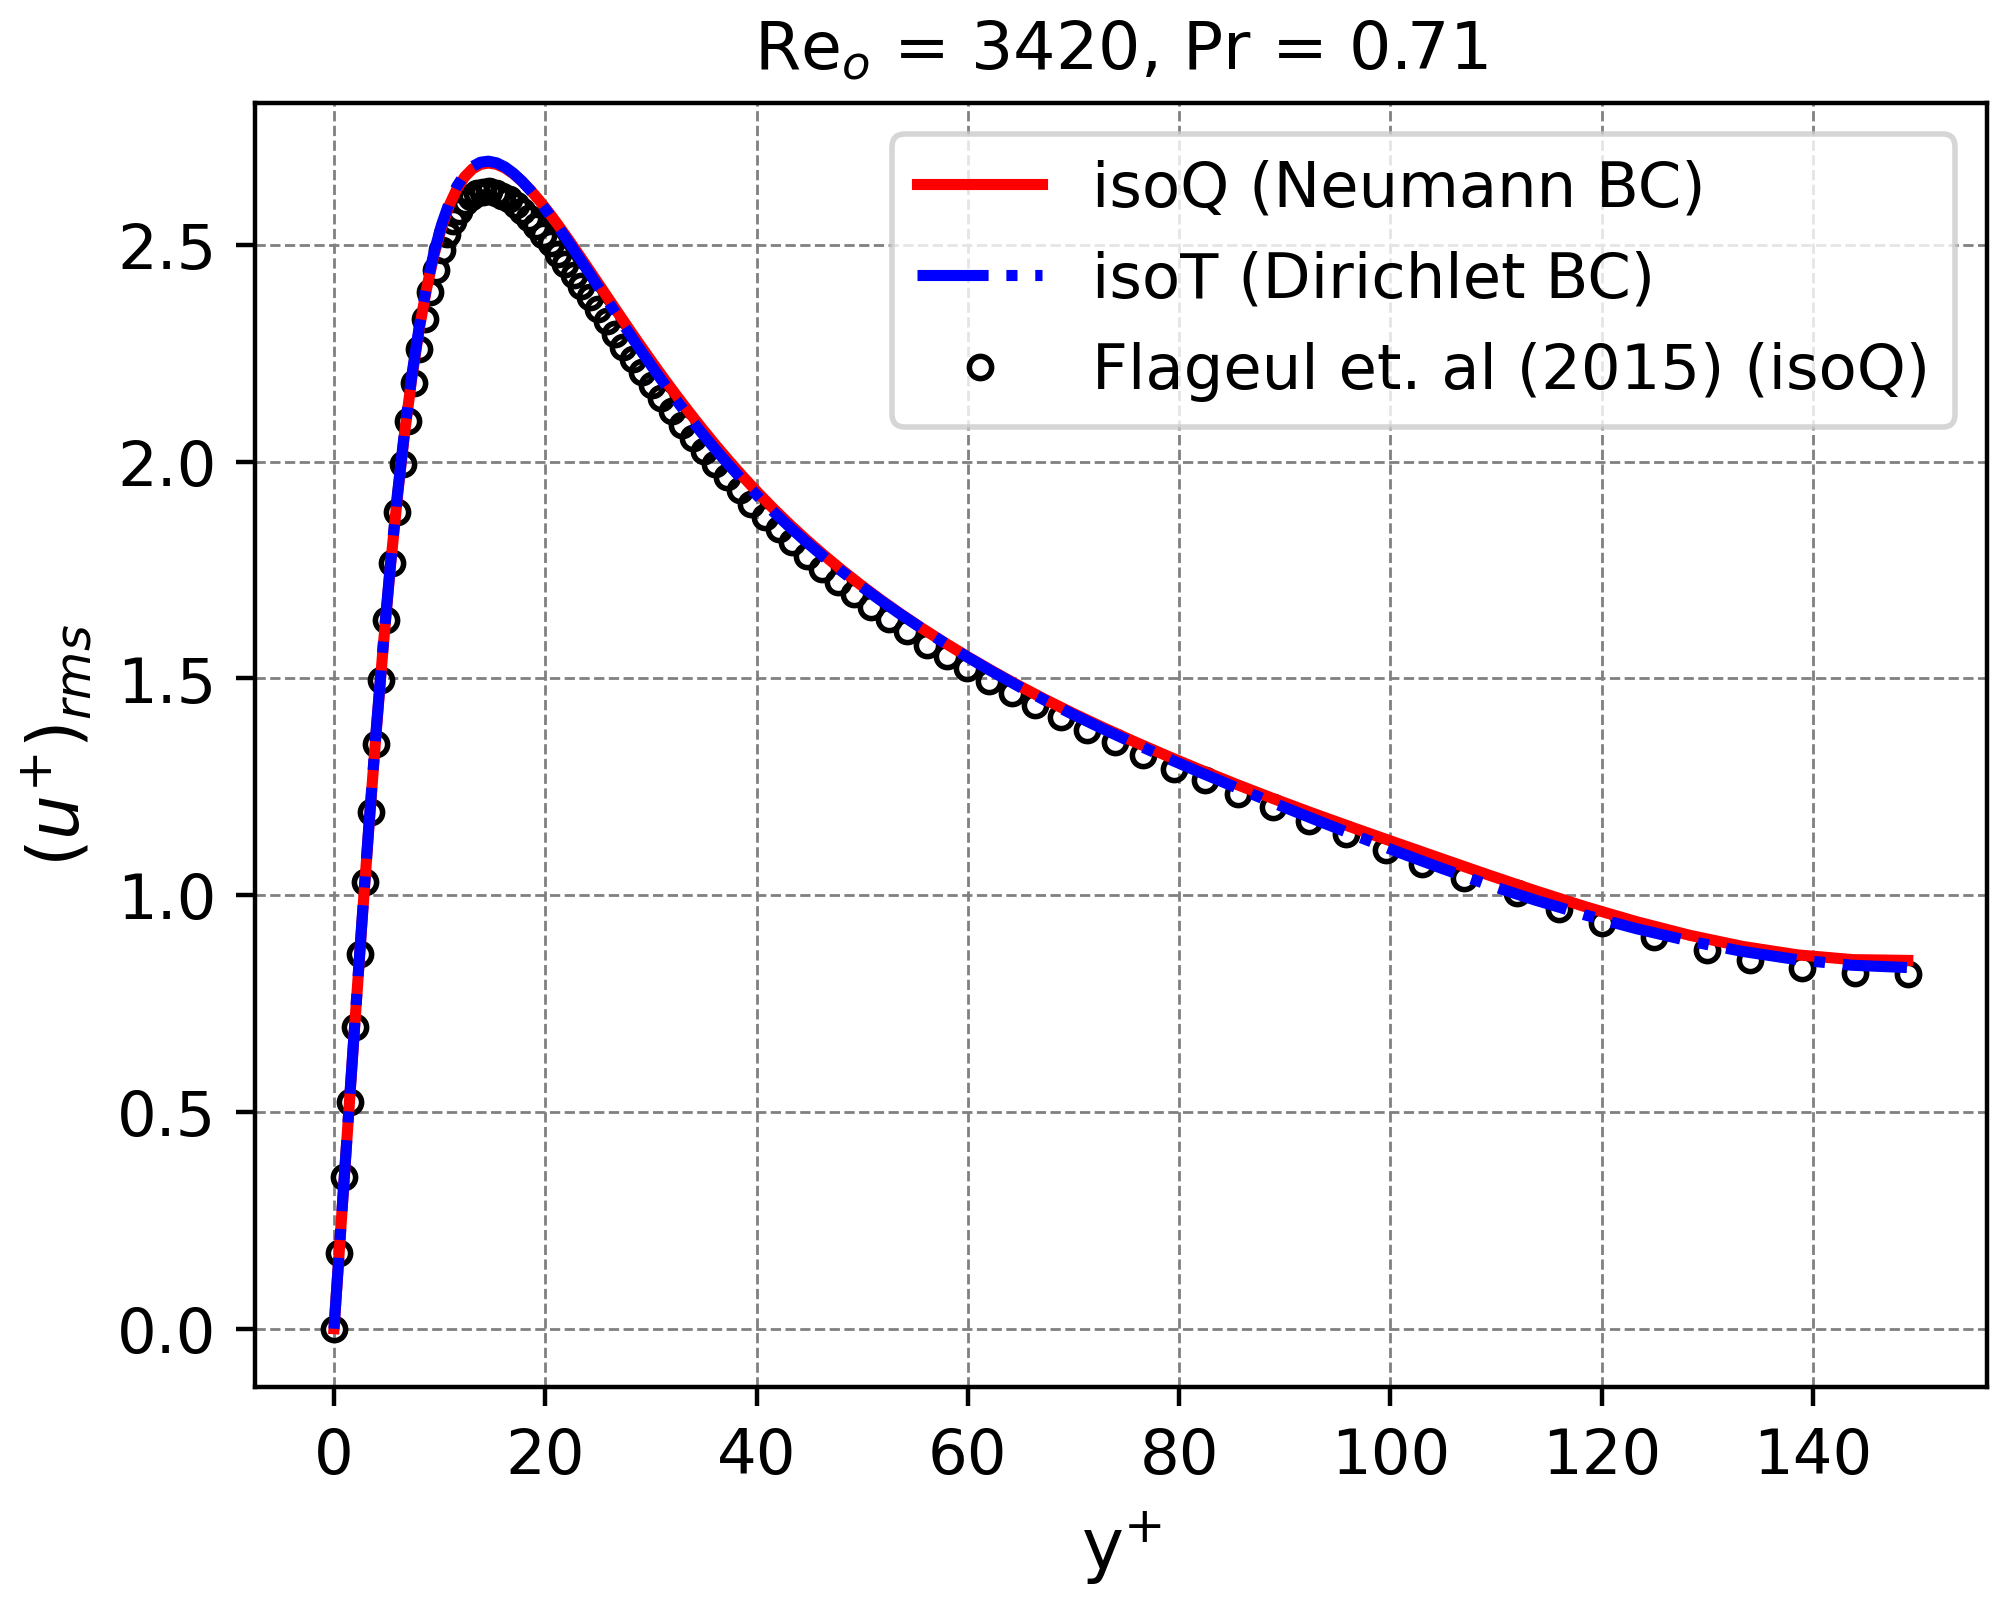 Re_o = 3420, Pr = 0.71
isoQ (Neumann BC)
isoT (Dirichlet BC)
Flageul et. al (2015) (isoQ)
(u⁺)_rms
2.5
2.0
1.5
1.0
0.5
0.0
0 20 40 60 80 100 120 140
y⁺